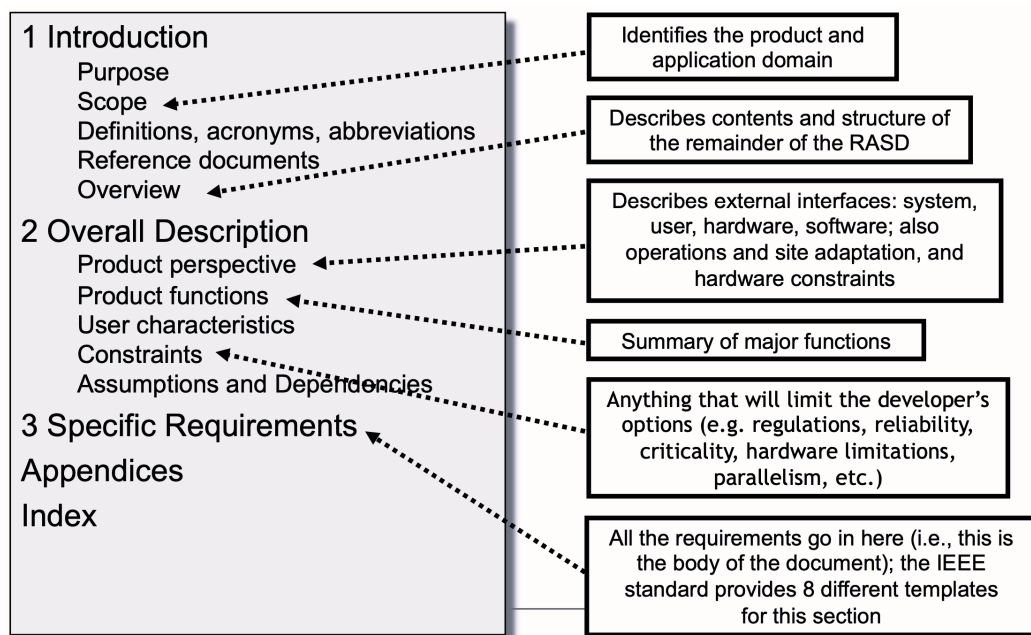 1 Introduction
Purpose
Scope
Definitions, acronyms, abbreviations
Reference documents
Overview
2 Overall Description
Product perspective
Product functions
User characteristics
Constraints
Assumptions and Dependencies
3 Specific Requirements
Appendices
Index
Identifies the product and
application domain
Describes contents and structure of
the remainder of the RASD
Describes external interfaces: system,
user, hardware, software; also
operations and site adaptation, and
hardware constraints
Summary of major functions
Anything that will limit the developer’s
options (e.g. regulations, reliability,
criticality, hardware limitations,
parallelism, etc.)
All the requirements go in here (i.e., this is
the body of the document); the IEEE
standard provides 8 different templates
for this section